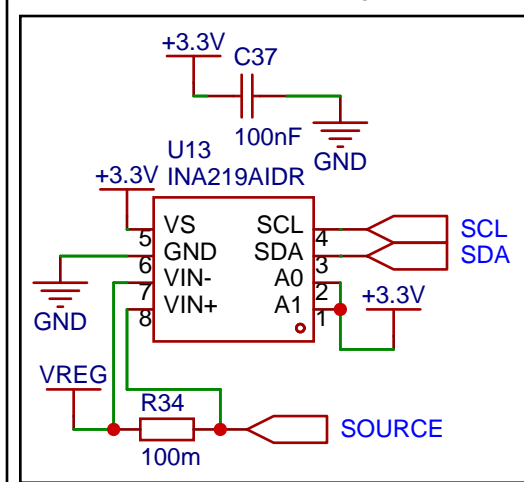 +3.3V
C37
100nF
GND
U13
INA219AIDR
+3.3V
VS
SCL
5
4
SCL
GND
SDA
6
3
SDA
VIN-
A0
7
2
VIN+
A1
8
1
+3.3V
GND
VREG
R34
100m
SOURCE